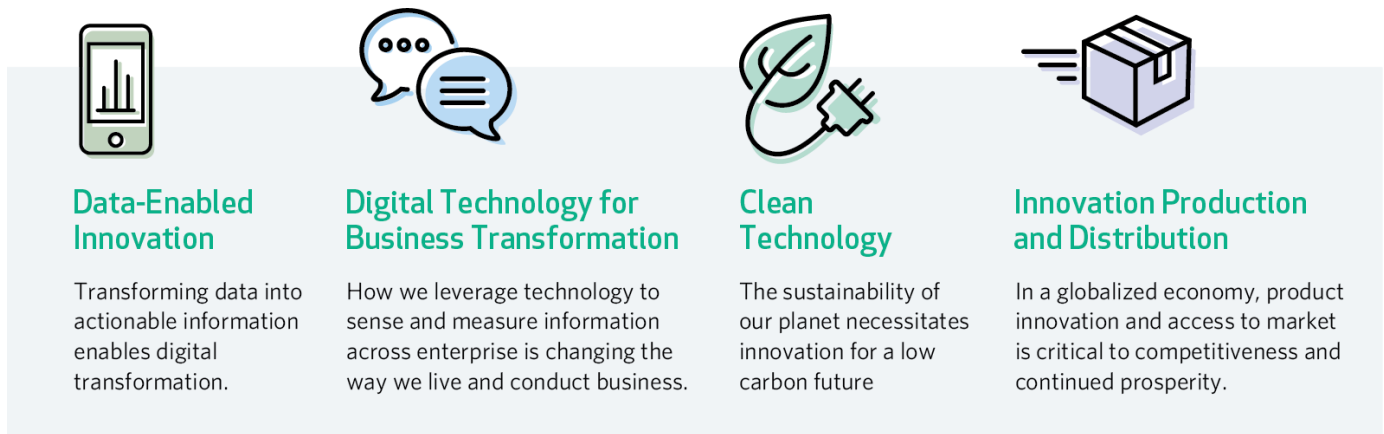 Data-Enabled
Innovation
Transforming data into
actionable information
enables digital
transformation.
Digital Technology for
Business Transformation
How we leverage technology to
sense and measure information
across enterprise is changing the
way we live and conduct business.
Clean
Technology
The sustainability of
our planet necessitates
innovation for a low
carbon future
Innovation Production
and Distribution
In a globalized economy, product
innovation and access to market
is critical to competitiveness and
continued prosperity.